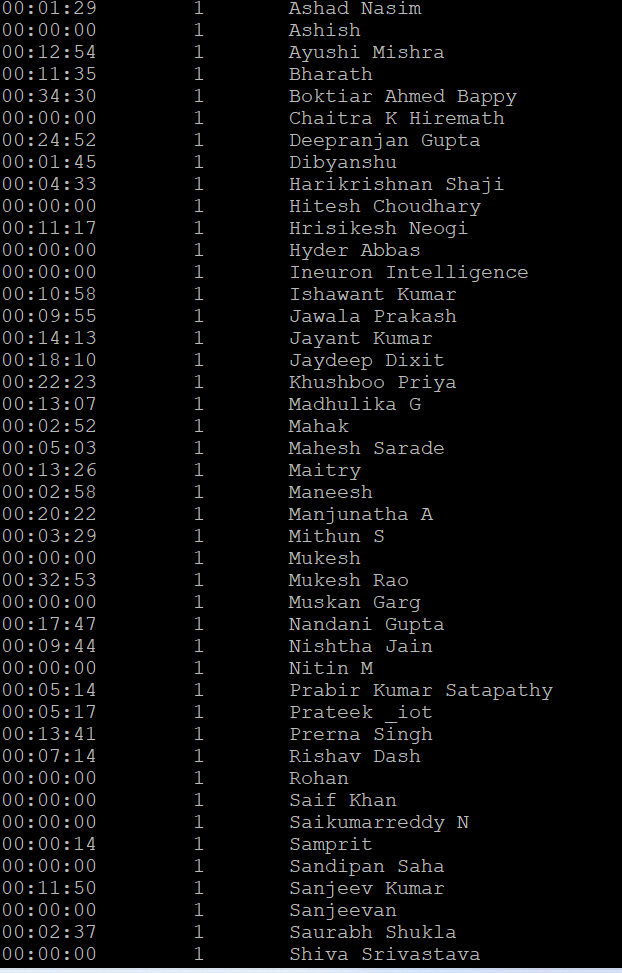 00:01:29 1 Ashad Nasim
00:00:00 1 Ashish
00:12:54 1 Ayushi Mishra
00:11:35 1 Bharath
00:34:30 1 Boktiar Ahmed Bappy
00:00:00 1 Chaitra K Hiremath
00:24:52 1 Deepranjan Gupta
00:01:45 1 Dibyanshu
00:04:33 1 Harikrishnan Shaji
00:00:00 1 Hitesh Choudhary
00:11:17 1 Hrisikesh Neogi
00:00:00 1 Hyder Abbas
00:00:00 1 Ineuron Intelligence
00:10:58 1 Ishawant Kumar
00:09:55 1 Jawala Prakash
00:14:13 1 Jayant Kumar
00:18:10 1 Jaydeep Dixit
00:22:23 1 Khushboo Priya
00:13:07 1 Madhulika G
00:02:52 1 Mahak
00:05:03 1 Mahesh Sarade
00:13:26 1 Maitry
00:02:58 1 Maneesh
00:20:22 1 Manjunatha A
00:03:29 1 Mithun S
00:00:00 1 Mukesh
00:32:53 1 Mukesh Rao
00:00:00 1 Muskan Garg
00:17:47 1 Nandani Gupta
00:09:44 1 Nishtha Jain
00:00:00 1 Nitin M
00:05:14 1 Prabir Kumar Satapathy
00:05:17 1 Prateek _iot
00:13:41 1 Prerna Singh
00:07:14 1 Rishav Dash
00:00:00 1 Rohan
00:00:00 1 Saif Khan
00:00:00 1 Saikumarreddy N
00:00:14 1 Samprit
00:00:00 1 Sandipan Saha
00:11:50 1 Sanjeev Kumar
00:00:00 1 Sanjeevan
00:02:37 1 Saurabh Shukla
00:00:00 1 Shiva Srivastava